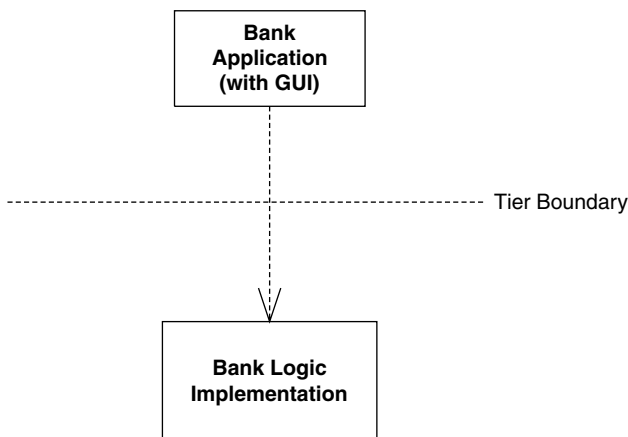 Bank
Application
(with GUI)
Tier Boundary
Bank Logic
Implementation